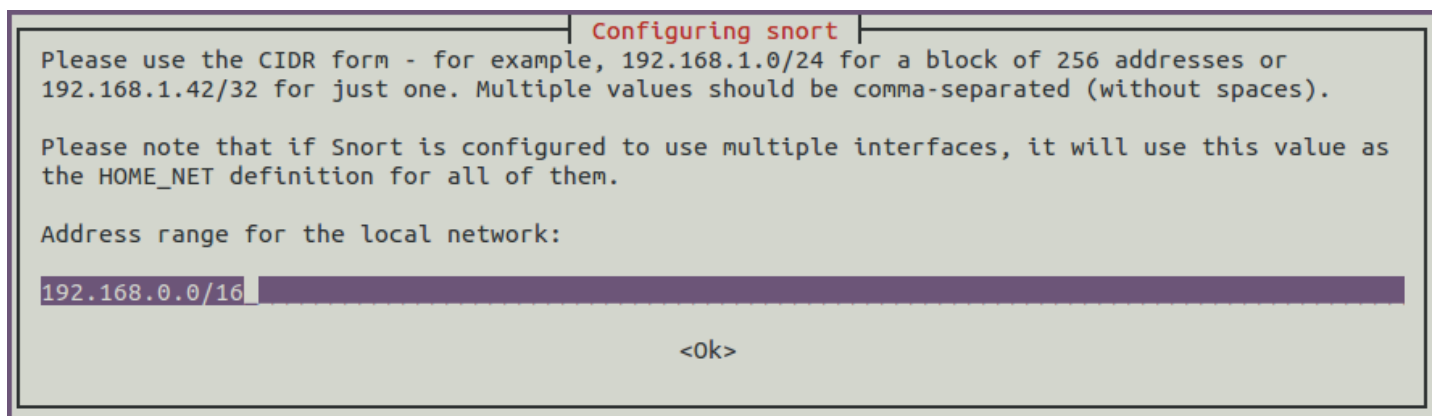 Configuring snort
Please use the CIDR form - for example, 192.168.1.0/24 for a block of 256 addresses or
192.168.1.42/32 for just one. Multiple values should be comma-separated (without spaces).
Please note that if Snort is configured to use multiple interfaces, it will use this value as
the HOME_NET definition for all of them.
Address range for the local network:
192.168.0.0/16
<Ok>